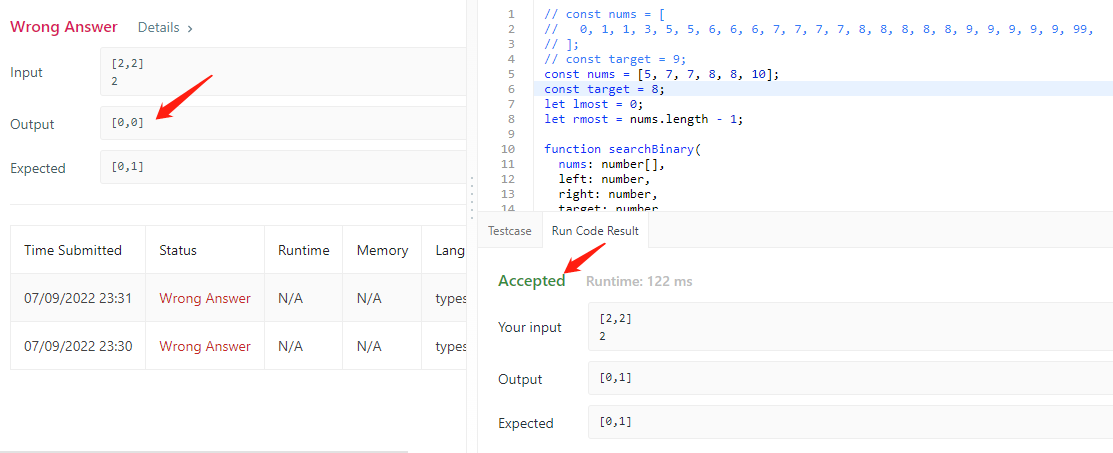 Wrong Answer Details >
Input [2,2]
2
Output [0,0]
Expected [0,1]
Time Submitted Status Runtime Memory Lang
07/09/2022 23:31 Wrong Answer N/A N/A types
07/09/2022 23:30 Wrong Answer N/A N/A types
1 // const nums = [
2 // 0, 1, 1, 3, 5, 5, 6, 6, 6, 7, 7, 7, 7, 8, 8, 8, 8, 8, 9, 9, 9, 9, 9, 99,
3 // ];
4 // const target = 9;
5 const nums = [5, 7, 7, 8, 8, 10];
6 const target = 8;
7 let lmost = 0;
8 let rmost = nums.length - 1;
9
10 function searchBinary(
11 nums: number[],
12 left: number,
13 right: number,
14 target: number
Testcase Run Code Result
Accepted Runtime: 122 ms
Your input [2,2]
2
Output [0,1]
Expected [0,1]